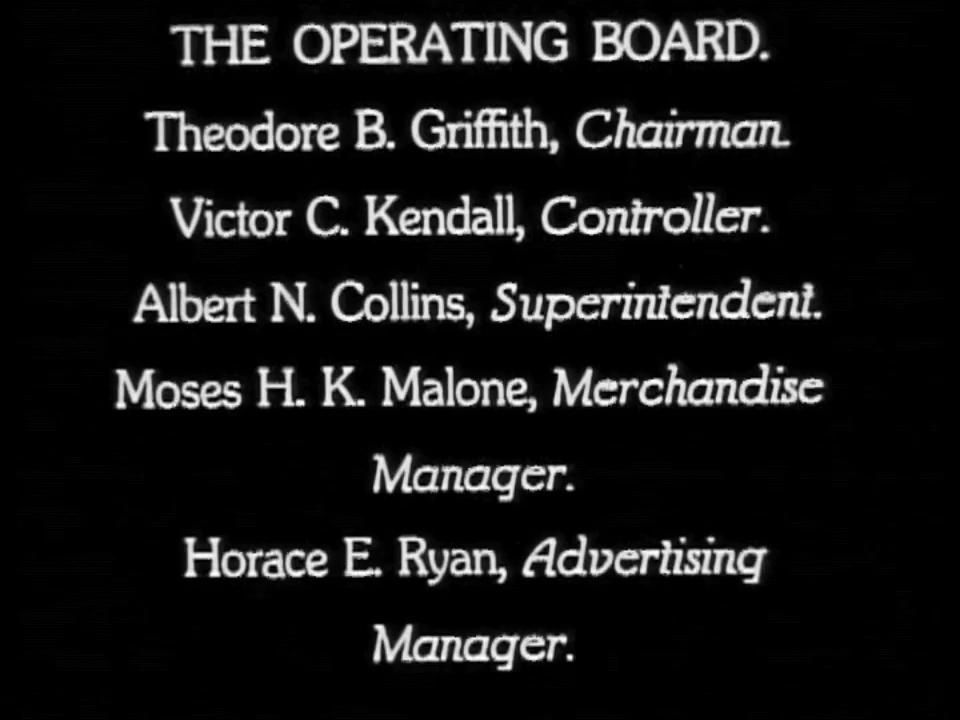 THE OPERATING BOARD.
Theodore B. Griffith, Chairman.
Victor C. Kendall, Controller.
Albert N. Collins, Superintendent.
Moses H. K. Malone, Merchandise
Manager.
Horace E. Ryan, Advertising
Manager.